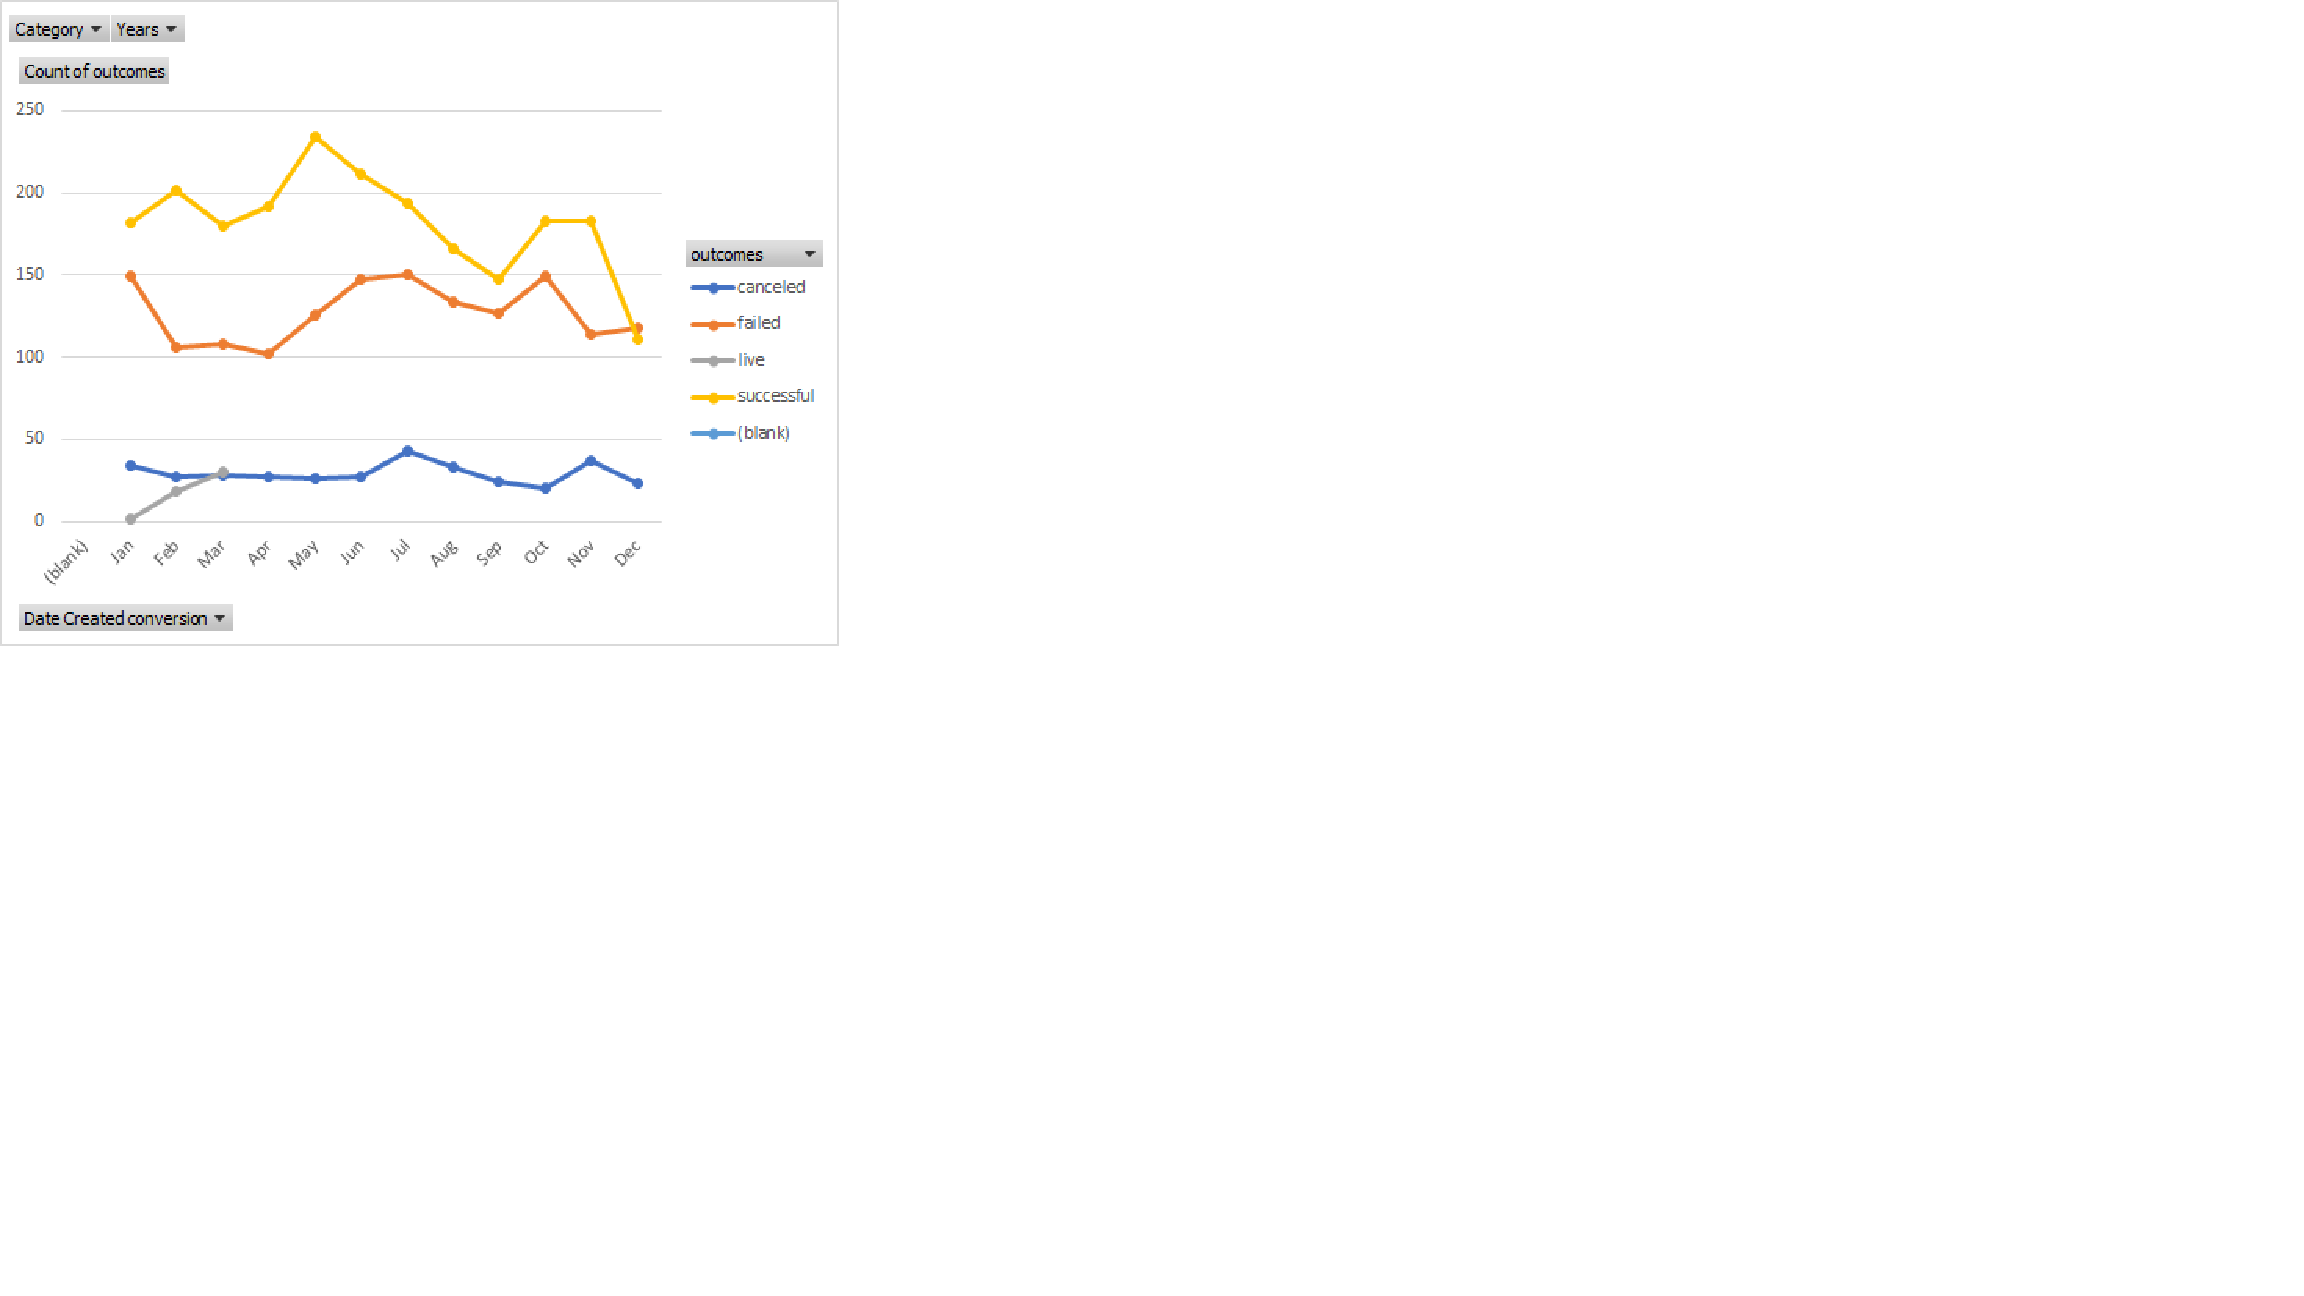 Category Years
Count of outcomes
250
200
150
100
50
0
(blank) Jan Feb Mar Apr May Jun Jul Aug Sep Oct Nov Dec
outcomes
canceled
failed
live
successful
(blank)
Date Created conversion